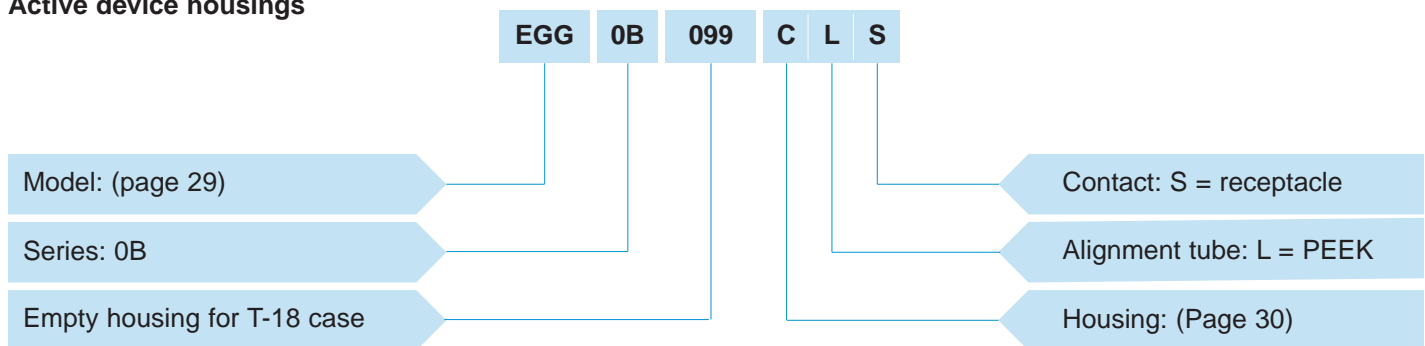 Active device housings
EGG 0B 099 C L S
Model: (page 29)
Contact: S = receptacle
Series: 0B
Alignment tube: L = PEEK
Empty housing for T-18 case
Housing: (Page 30)